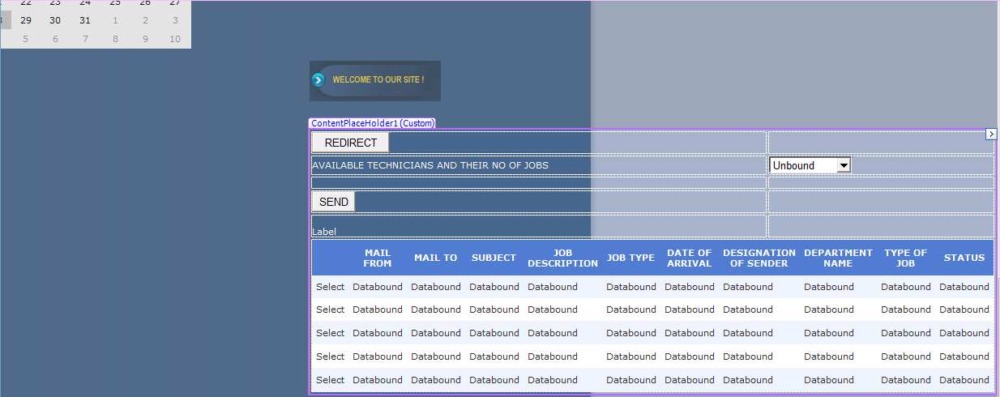 22 23 24 25 26 27
29 30 31 1 2 3
5 6 7 8 9 10
WELCOME TO OUR SITE !
ContentPlaceHolder1 (Custom)
REDIRECT
AVAILABLE TECHNICIANS AND THEIR NO OF JOBS Unbound
SEND
Label
MAIL FROM MAIL TO SUBJECT JOB DESCRIPTION JOB TYPE DATE OF ARRIVAL DESIGNATION OF SENDER DEPARTMENT NAME TYPE OF JOB STATUS
Select Databound Databound Databound Databound Databound Databound Databound Databound Databound Databound
Select Databound Databound Databound Databound Databound Databound Databound Databound Databound Databound
Select Databound Databound Databound Databound Databound Databound Databound Databound Databound Databound
Select Databound Databound Databound Databound Databound Databound Databound Databound Databound Databound
Select Databound Databound Databound Databound Databound Databound Databound Databound Databound Databound